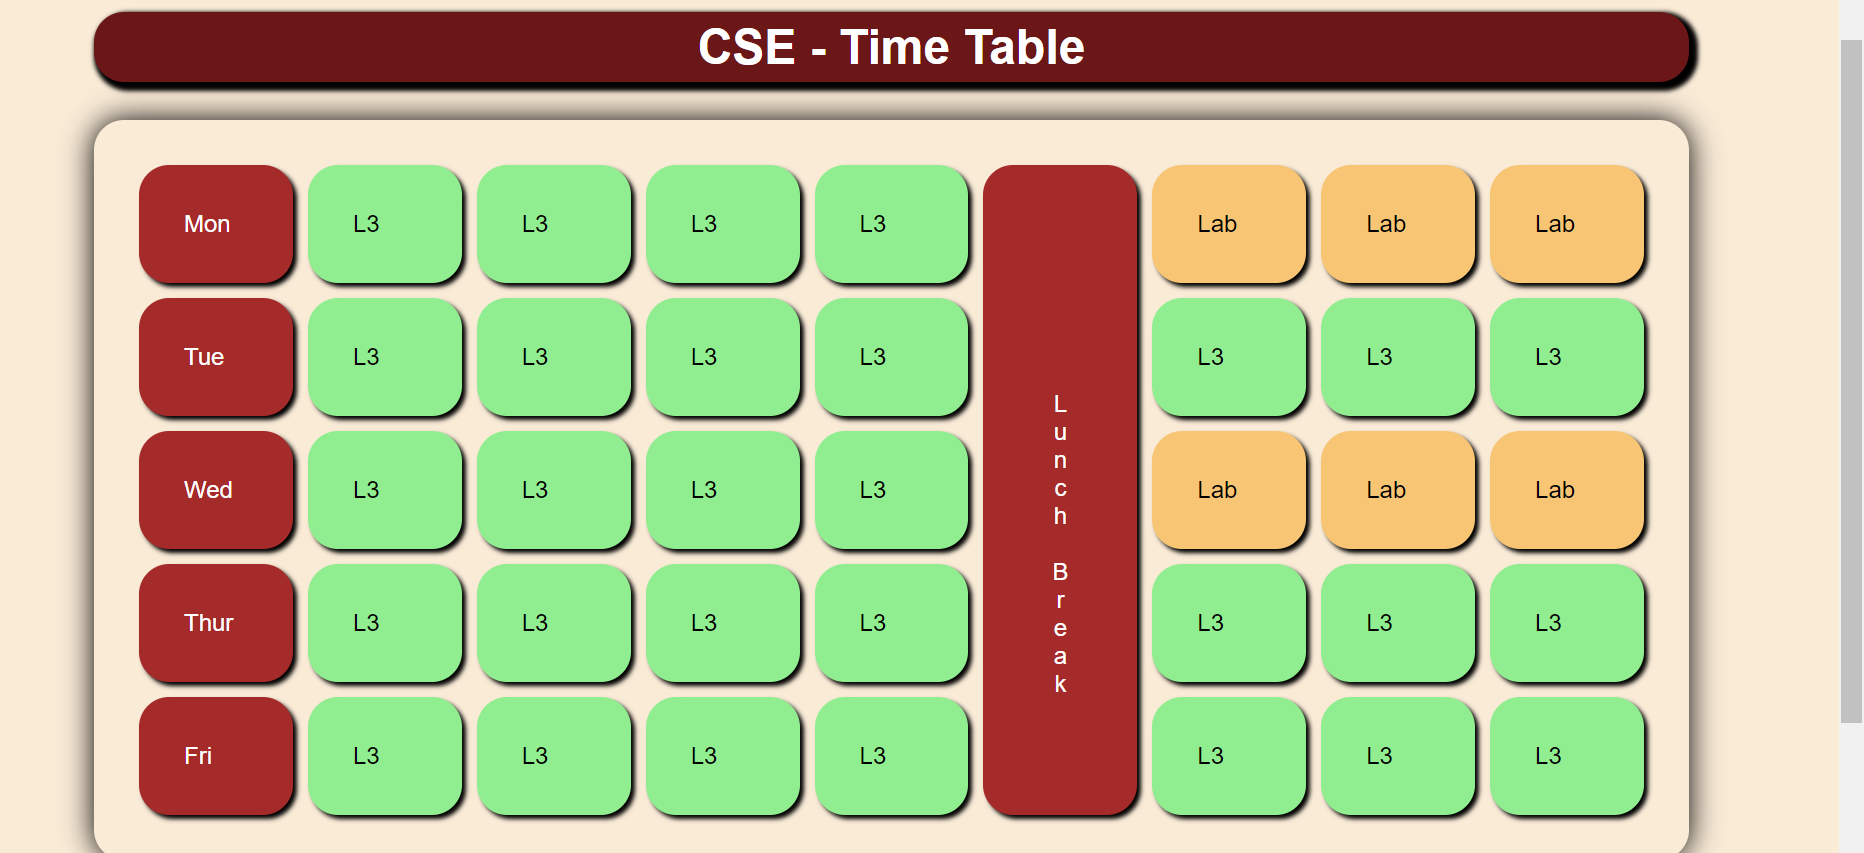 CSE - Time Table
Mon L3 L3 L3 L3 Lab Lab Lab
Tue L3 L3 L3 L3 L3 L3 L3
Wed L3 L3 L3 L3 Lab Lab Lab
Thur L3 L3 L3 L3 L3 L3 L3
Fri L3 L3 L3 L3 L3 L3 L3
Lunch Break